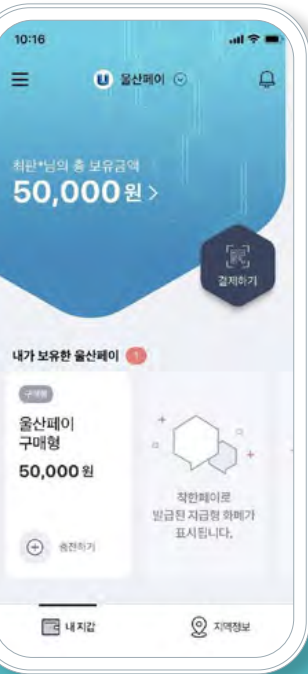 10:16
울산페이
최판*님의 총 보유금액
50,000원 >
결제하기
내가 보유한 울산페이 1
구매형
울산페이
구매형
50,000원
충전하기
착한페이로
발급된 지급형 화폐가
표시됩니다.
내 지갑
지역정보